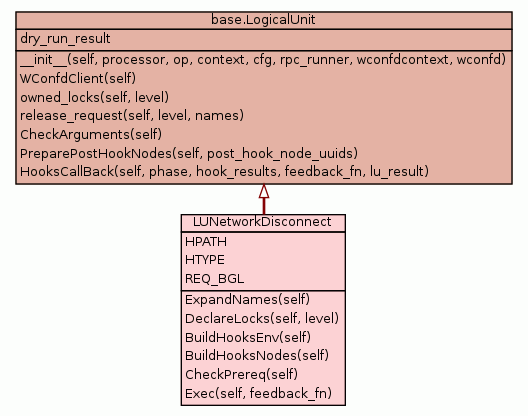 base.LogicalUnit
dry_run_result
__init__(self, processor, op, context, cfg, rpc_runner, wconfdcontext, wconfd)
WConfdClient(self)
owned_locks(self, level)
release_request(self, level, names)
CheckArguments(self)
PreparePostHookNodes(self, post_hook_node_uuids)
HooksCallBack(self, phase, hook_results, feedback_fn, lu_result)
LUNetworkDisconnect
HPATH
HTYPE
REQ_BGL
ExpandNames(self)
DeclareLocks(self, level)
BuildHooksEnv(self)
BuildHooksNodes(self)
CheckPrereq(self)
Exec(self, feedback_fn)